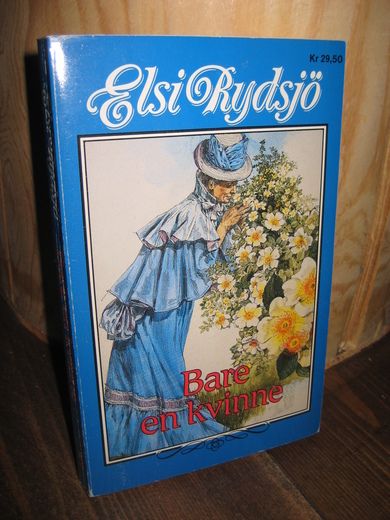 Kr 29,50
Elsi Rydsjö
Bare
en kvinne